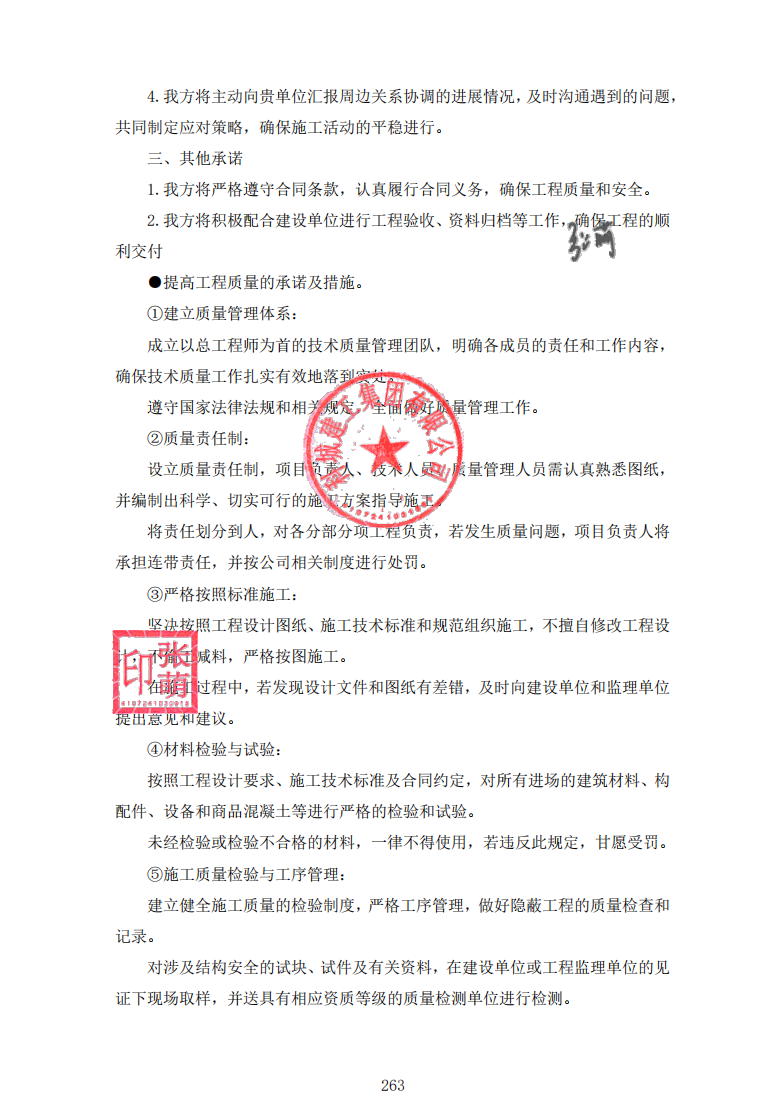 4.我方将主动向贵单位汇报周边关系协调的进展情况，及时沟通遇到的问题，
共同制定应对策略，确保施工活动的平稳进行。
三、其他承诺
1.我方将严格遵守合同条款，认真履行合同义务，确保工程质量和安全。
2.我方将积极配合建设单位进行工程验收、资料归档等工作，确保工程的顺
利交付
●提高工程质量的承诺及措施。
①建立质量管理体系：
成立以总工程师为首的技术质量管理团队，明确各成员的责任和工作内容，
确保技术质量工作扎实有效地落到实处。
遵守国家法律法规和相关规定，全面做好质量管理工作。
②质量责任制：
设立质量责任制，项目负责人、技术人员、质量管理人员需认真熟悉图纸，
并编制出科学、切实可行的施工方案指导施工。
将责任划分到人，对各分部分项工程负责，若发生质量问题，项目负责人将
承担连带责任，并按公司相关制度进行处罚。
③严格按照标准施工：
坚决按照工程设计图纸、施工技术标准和规范组织施工，不擅自修改工程设
计，不偷工减料，严格按图施工。
在施工过程中，若发现设计文件和图纸有差错，及时向建设单位和监理单位
提出意见和建议。
④材料检验与试验：
按照工程设计要求、施工技术标准及合同约定，对所有进场的建筑材料、构
配件、设备和商品混凝土等进行严格的检验和试验。
未经检验或检验不合格的材料，一律不得使用，若违反此规定，甘愿受罚。
⑤施工质量检验与工序管理：
建立健全施工质量的检验制度，严格工序管理，做好隐蔽工程的质量检查和
记录。
对涉及结构安全的试块、试件及有关资料，在建设单位或工程监理单位的见
证下现场取样，并送具有相应资质等级的质量检测单位进行检测。
城建工集团有限公司
张
印
263